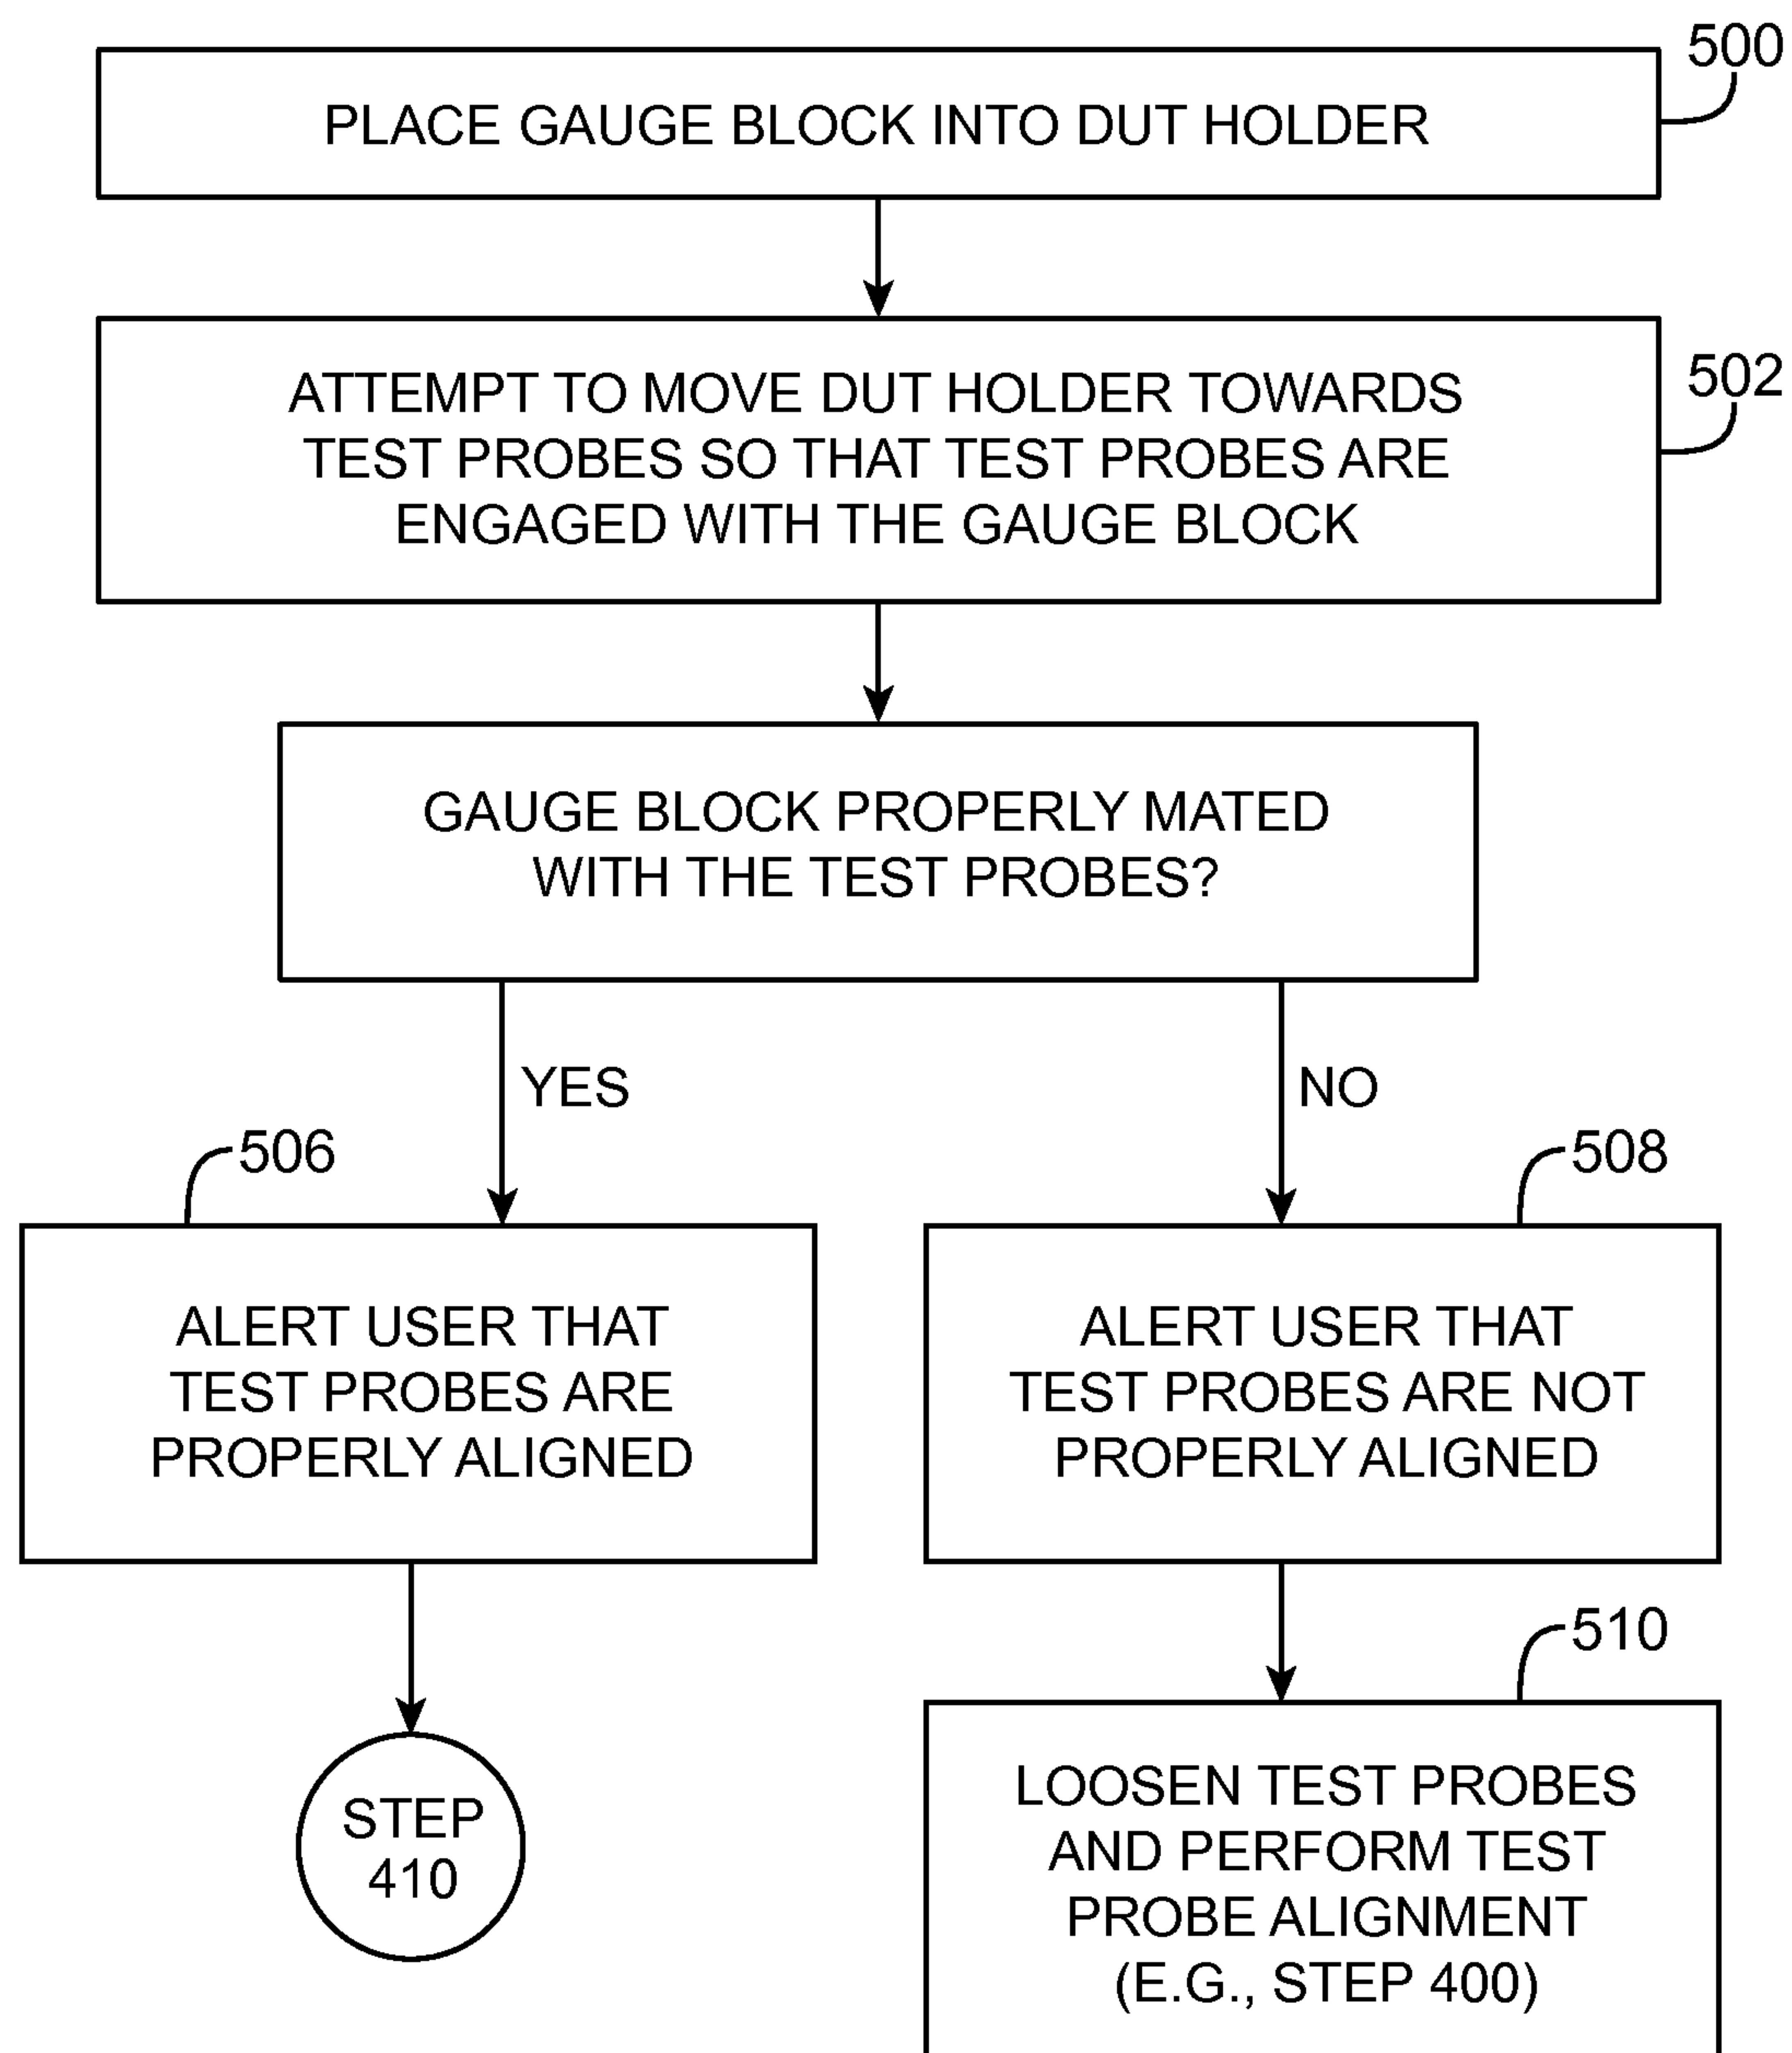 500
PLACE GAUGE BLOCK INTO DUT HOLDER
502
ATTEMPT TO MOVE DUT HOLDER TOWARDS
TEST PROBES SO THAT TEST PROBES ARE
ENGAGED WITH THE GAUGE BLOCK
GAUGE BLOCK PROPERLY MATED
WITH THE TEST PROBES?
YES
NO
506
508
ALERT USER THAT
TEST PROBES ARE
PROPERLY ALIGNED
ALERT USER THAT
TEST PROBES ARE NOT
PROPERLY ALIGNED
510
STEP
410
LOOSEN TEST PROBES
AND PERFORM TEST
PROBE ALIGNMENT
(E.G., STEP 400)